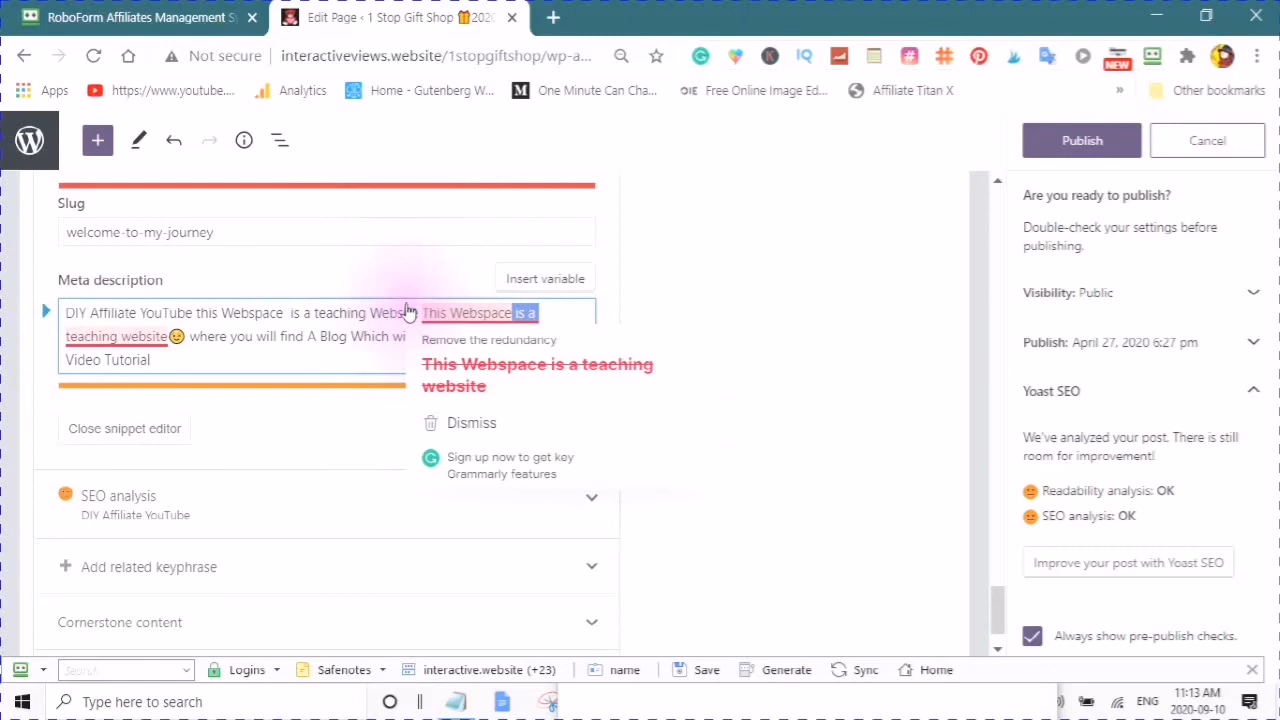 RoboForm Affiliates Management S
Edit Page < 1 Stop Gift Shop 🎁202
Not secure
interactiveviews.website/1stopgiftshop/wp-a...
NEW
Apps
https://www.youtube....
Analytics
Home - Gutenberg W...
One Minute Can Cha...
Free Online Image Ed...
Affiliate Titan X
»
Other bookmarks
Publish
Cancel
Slug
welcome-to-my-journey
Meta description
Insert variable
DIY Affiliate YouTube this Webspace is a teaching Webs This Webspace is a
teaching website😉 where you will find A Blog Which wi
Video Tutorial
Remove the redundancy
This Webspace is a teaching
website
Dismiss
Sign up now to get key
Grammarly features
Close snippet editor
SEO analysis
DIY Affiliate YouTube
Add related keyphrase
Cornerstone content
Are you ready to publish?
Double-check your settings before
publishing.
Visibility: Public
Publish: April 27, 2020 6:27 pm
Yoast SEO
We've analyzed your post. There is still
room for improvement!
Readability analysis: OK
SEO analysis: OK
Improve your post with Yoast SEO
Always show pre-publish checks.
Search
Logins
Safenotes
interactive.website (+23)
name
Save
Generate
Sync
Home
Type here to search
ENG
11:13 AM
2020-09-10